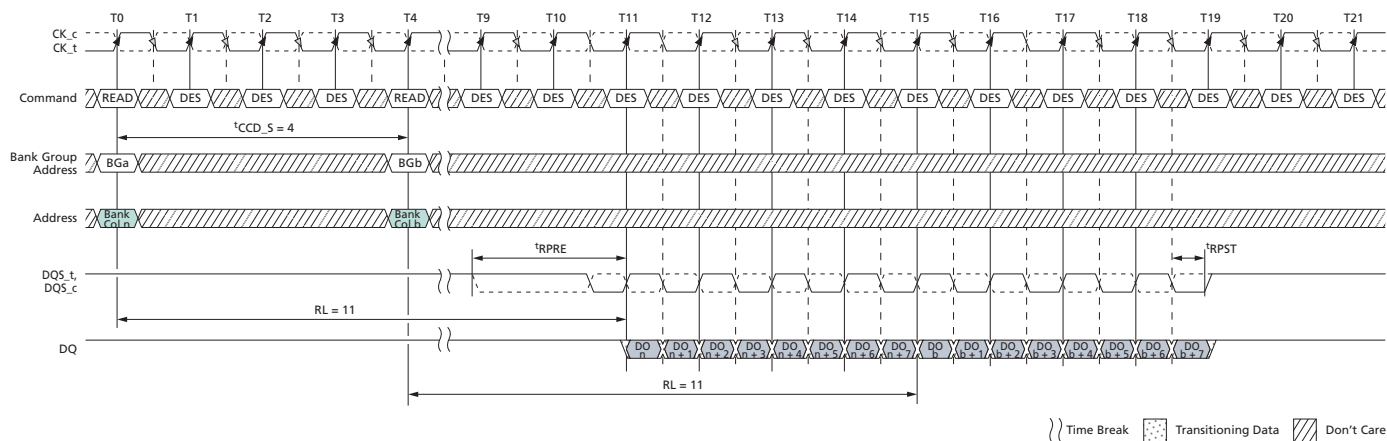 T0 T1 T2 T3 T4 T9 T10 T11 T12 T13 T14 T15 T16 T17 T18 T19 T20 T21
CK_c
CK_t
Command READ DES DES DES READ DES DES DES DES DES DES DES DES DES DES DES DES DES
tCCD_S = 4
Bank Group
Address
BGa BGb
Address
Bank
Col n
Bank
Col b
tRPRE tRPST
DQS_t,
DQS_c
RL = 11
DQ
DO
n
DO
n + 1
DO
n + 2
DO
n + 3
DO
n + 4
DO
n + 5
DO
n + 6
DO
n + 7
DO
b
DO
b + 1
DO
b + 2
DO
b + 3
DO
b + 4
DO
b + 5
DO
b + 6
DO
b + 7
RL = 11
Time Break Transitioning Data Don't Care